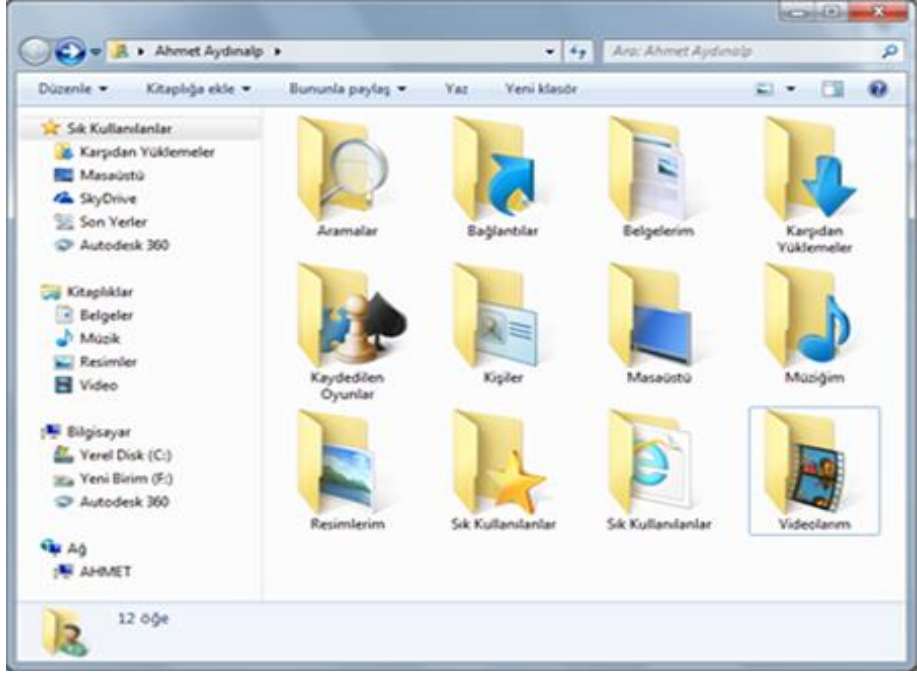 Ahmet Aydınalp
Ara: Ahmet Aydınalp
Düzenle Kitaplığa ekle Bununla paylaş Yaz Yeni klasör
Sık Kullanılanlar
Karşıdan Yüklemeler
Masaüstü
SkyDrive
Son Yerler
Autodesk 360
Kitaplıklar
Belgeler
Müzik
Resimler
Video
Bilgisayar
Yerel Disk (C:)
Yeni Birim (F:)
Autodesk 360
Ağ
AHMET
Aramalar
Bağlantılar
Belgelerim
Karşıdan
Yüklemeler
Kaydedilen
Oyunlar
Kişiler
Masaüstü
Müziğim
Resimlerim
Sık Kullanılanlar
Sık Kullanılanlar
Videolarım
12 öğe